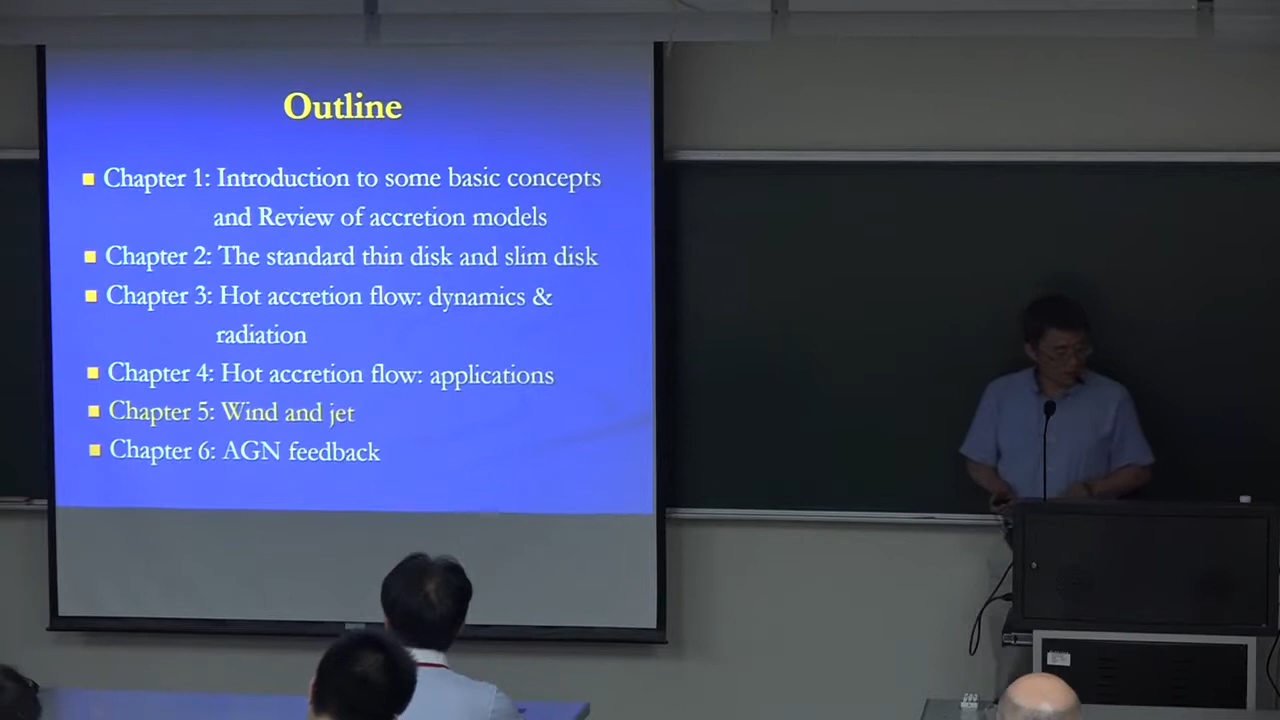 Outline
Chapter 1: Introduction to some basic concepts
and Review of accretion models
Chapter 2: The standard thin disk and slim disk
Chapter 3: Hot accretion flow: dynamics &
radiation
Chapter 4: Hot accretion flow: applications
Chapter 5: Wind and jet
Chapter 6: AGN feedback